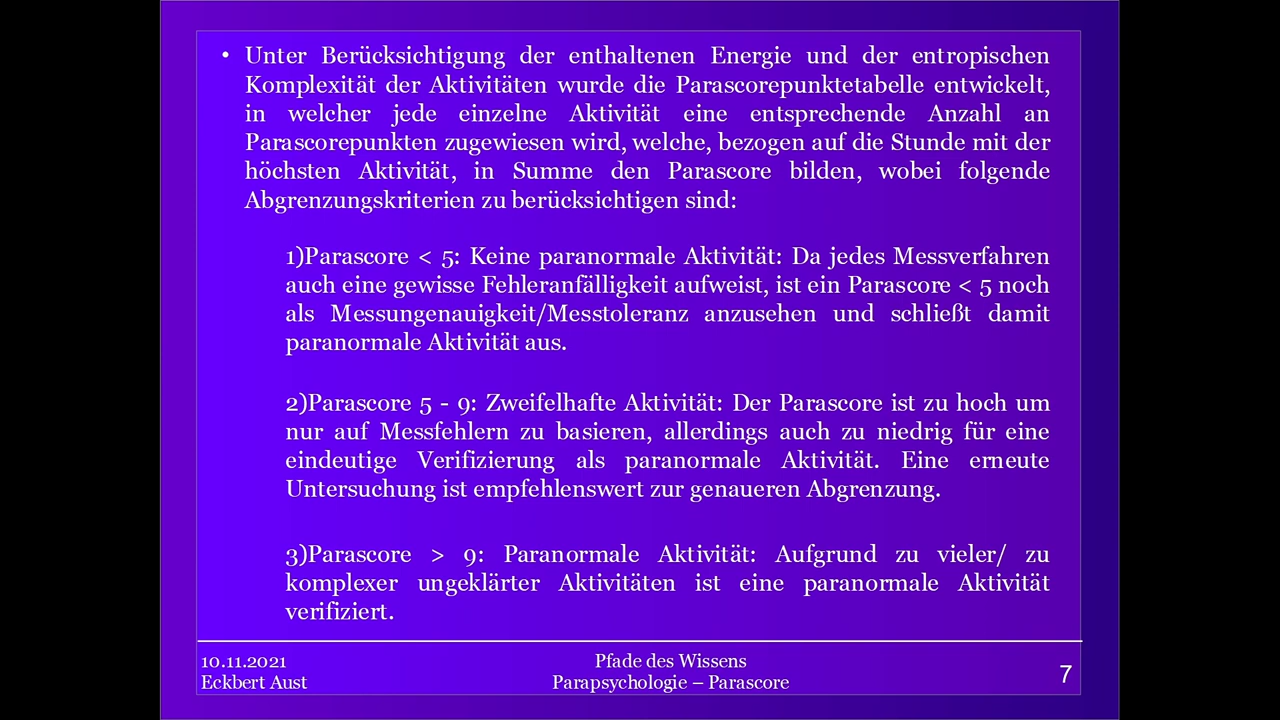 • Unter Berücksichtigung der enthaltenen Energie und der entropischen
Komplexität der Aktivitäten wurde die Parascorepunktetabelle entwickelt,
in welcher jede einzelne Aktivität eine entsprechende Anzahl an
Parascorepunkten zugewiesen wird, welche, bezogen auf die Stunde mit der
höchsten Aktivität, in Summe den Parascore bilden, wobei folgende
Abgrenzungskriterien zu berücksichtigen sind:
1)Parascore < 5: Keine paranormale Aktivität: Da jedes Messverfahren
auch eine gewisse Fehleranfälligkeit aufweist, ist ein Parascore < 5 noch
als Messungenauigkeit/Messtoleranz anzusehen und schließt damit
paranormale Aktivität aus.
2)Parascore 5 - 9: Zweifelhafte Aktivität: Der Parascore ist zu hoch um
nur auf Messfehlern zu basieren, allerdings auch zu niedrig für eine
eindeutige Verifizierung als paranormale Aktivität. Eine erneute
Untersuchung ist empfehlenswert zur genaueren Abgrenzung.
3)Parascore > 9: Paranormale Aktivität: Aufgrund zu vieler/ zu
komplexer ungeklärter Aktivitäten ist eine paranormale Aktivität
verifiziert.
10.11.2021
Eckbert Aust
Pfade des Wissens
Parapsychologie – Parascore
7